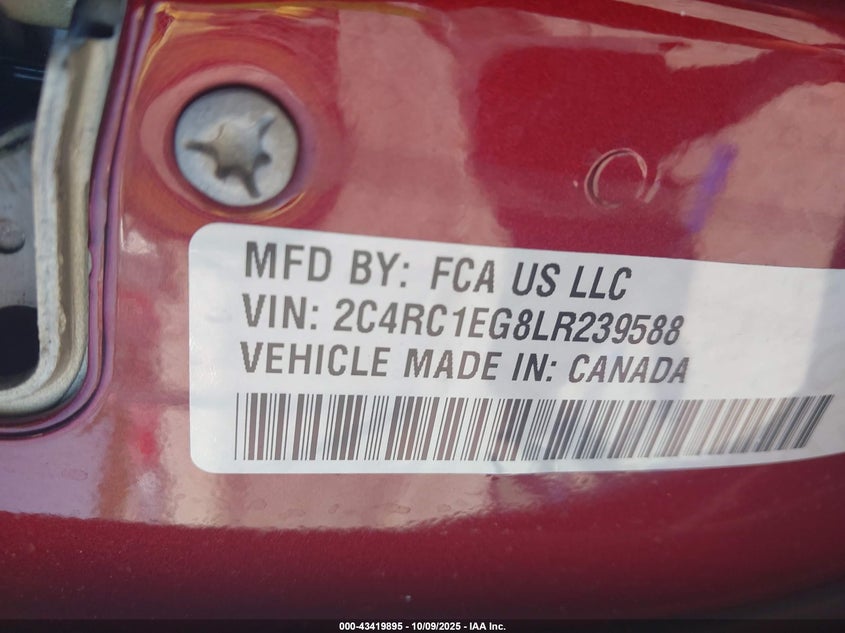 MFD BY: FCA US LLC
VIN: 2C4RC1EG8LR239588
VEHICLE MADE IN: CANADA
000-43419895 - 10/09/2025 - IAA Inc.